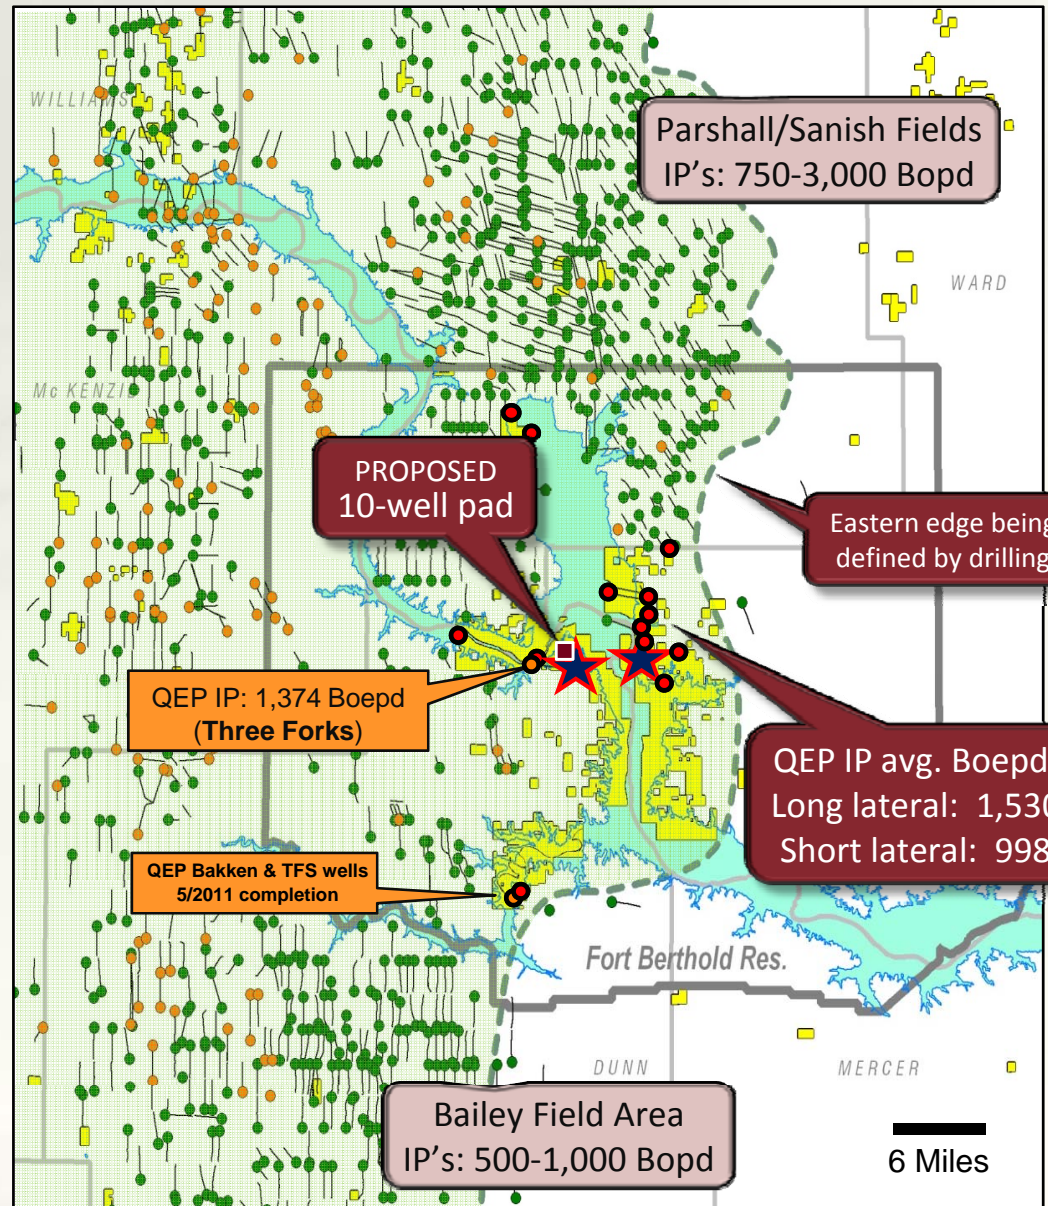 WILLIAMS
Parshall/Sanish Fields
IP's: 750-3,000 Bopd
WARD
McKENZIE
PROPOSED
10-well pad
Eastern edge being
defined by drilling
QEP IP: 1,374 Boepd
(Three Forks)
QEP IP avg. Boepd
Long lateral: 1,530
Short lateral: 998
QEP Bakken & TFS wells
5/2011 completion
Fort Berthold Res.
DUNN
MERCER
Bailey Field Area
IP's: 500-1,000 Bopd
6 Miles